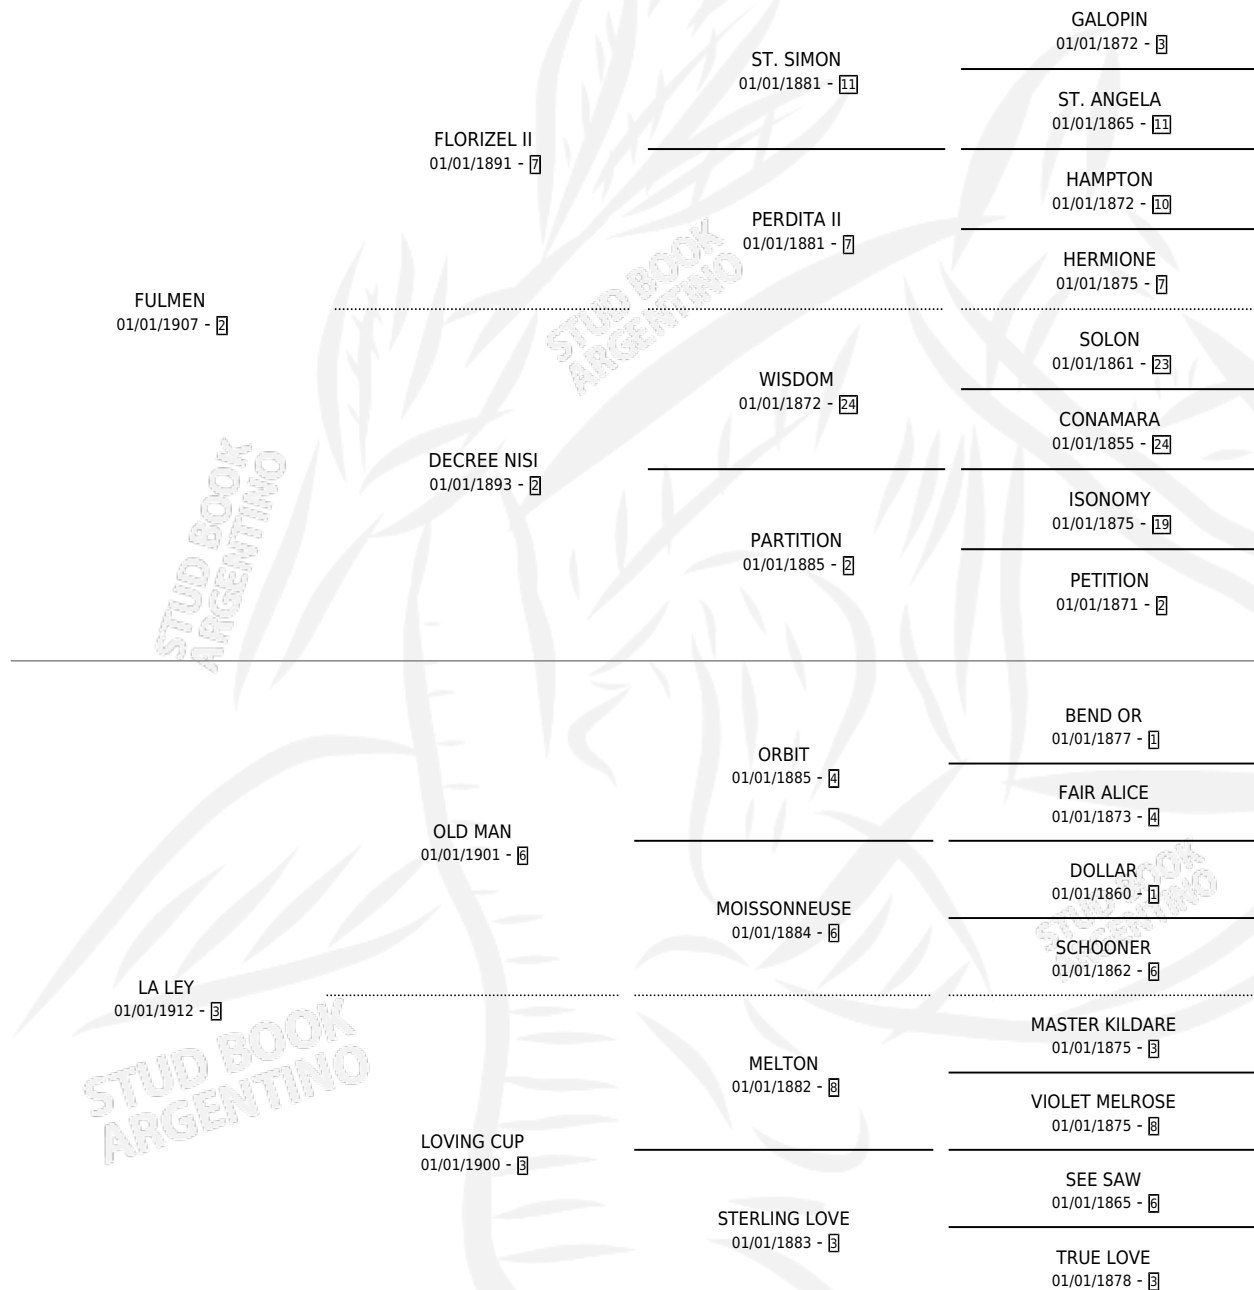 GALOPIN
01/01/1872 - 3
ST. SIMON
01/01/1881 - 11
ST. ANGELA
01/01/1865 - 11
FLORIZEL II
01/01/1891 - 7
HAMPTON
01/01/1872 - 10
PERDITA II
01/01/1881 - 7
HERMIONE
01/01/1875 - 7
FULMEN
01/01/1907 - 2
STUD BOOK
ARGENTINO
SOLON
01/01/1861 - 23
WISDOM
01/01/1872 - 24
CONAMARA
01/01/1855 - 24
DECREE NISI
01/01/1893 - 2
ISONOMY
01/01/1875 - 19
PARTITION
01/01/1885 - 2
PETITION
01/01/1871 - 2
STUD BOOK
ARGENTINO
BEND OR
01/01/1877 - 1
ORBIT
01/01/1885 - 4
FAIR ALICE
01/01/1873 - 4
OLD MAN
01/01/1901 - 6
DOLLAR
01/01/1860 - 1
MOISSONNEUSE
01/01/1884 - 6
STUD BOOK
ARGENTINO
SCHOONER
01/01/1862 - 6
LA LEY
01/01/1912 - 3
STUD BOOK
ARGENTINO
MASTER KILDARE
01/01/1875 - 3
MELTON
01/01/1882 - 8
VIOLET MELROSE
01/01/1875 - 8
LOVING CUP
01/01/1900 - 3
SEE SAW
01/01/1865 - 6
STERLING LOVE
01/01/1883 - 3
TRUE LOVE
01/01/1878 - 3